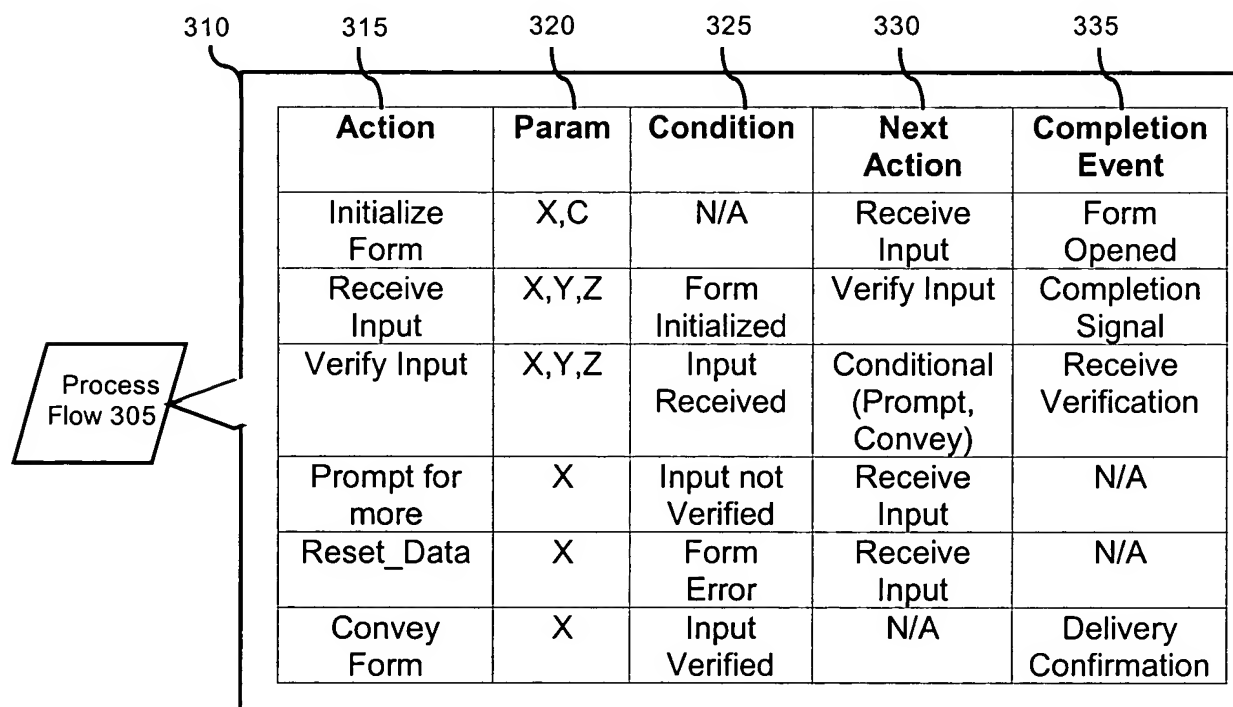 310 315 320 325 330 335
Action Param Condition Next Action Completion Event
Initialize Form X,C N/A Receive Input Form Opened
Receive Input X,Y,Z Form Initialized Verify Input Completion Signal
Verify Input X,Y,Z Input Received Conditional (Prompt, Convey) Receive Verification
Process
Flow 305
Prompt for more X Input not Verified Receive Input N/A
Reset_Data X Form Error Receive Input N/A
Convey Form X Input Verified N/A Delivery Confirmation